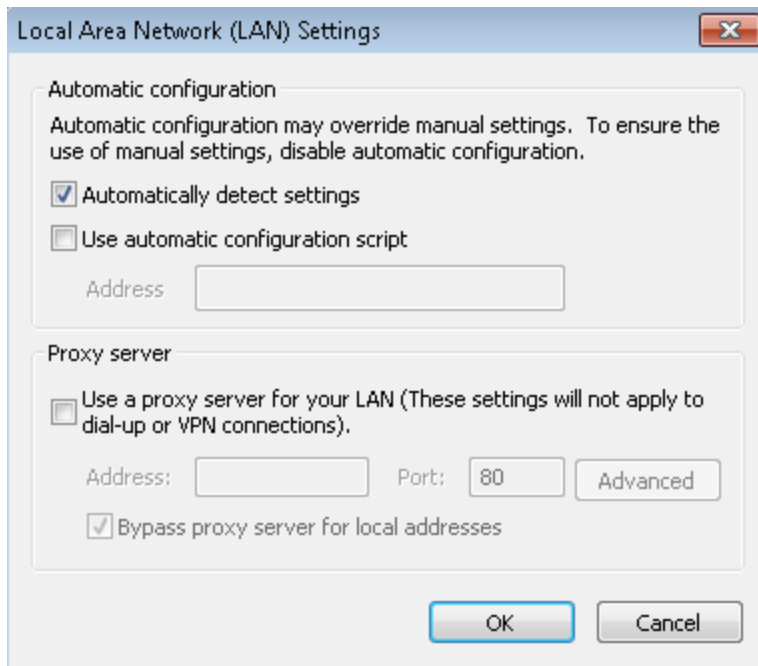 Local Area Network (LAN) Settings
Automatic configuration
Automatic configuration may override manual settings.  To ensure the
use of manual settings, disable automatic configuration.
Automatically detect settings
Use automatic configuration script
Address
Proxy server
Use a proxy server for your LAN (These settings will not apply to
dial-up or VPN connections).
Address: Port: 80 Advanced
Bypass proxy server for local addresses
OK Cancel